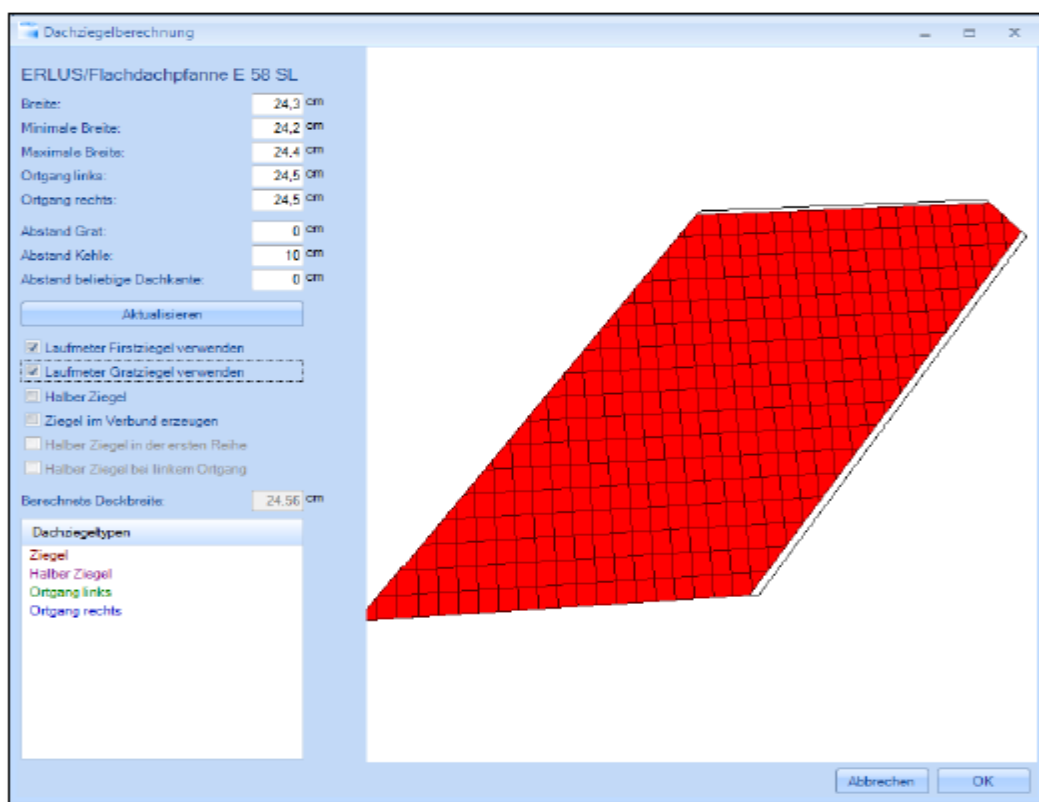 Dachziegelberechnung
ERLUS/Flachdachpfanne E 58 SL
Breite: 24,3 cm
Minimale Breite: 24,2 cm
Maximale Breite: 24,4 cm
Ortgang links: 24,5 cm
Ortgang rechts: 24,5 cm
Abstand Grat: 0 cm
Abstand Kehle: 10 cm
Abstand beliebige Dachkante: 0 cm
Aktualisieren
Laufmeter Firstziegel verwenden
Laufmeter Gratziegel verwenden
Halber Ziegel
Ziegel im Verbund erzeugen
Halber Ziegel in der ersten Reihe
Halber Ziegel bei linkem Ortgang
Berechnete Deckbreite: 24,56 cm
Dachziegeltypen
Ziegel
Halber Ziegel
Ortgang links
Ortgang rechts
Abbrechen OK